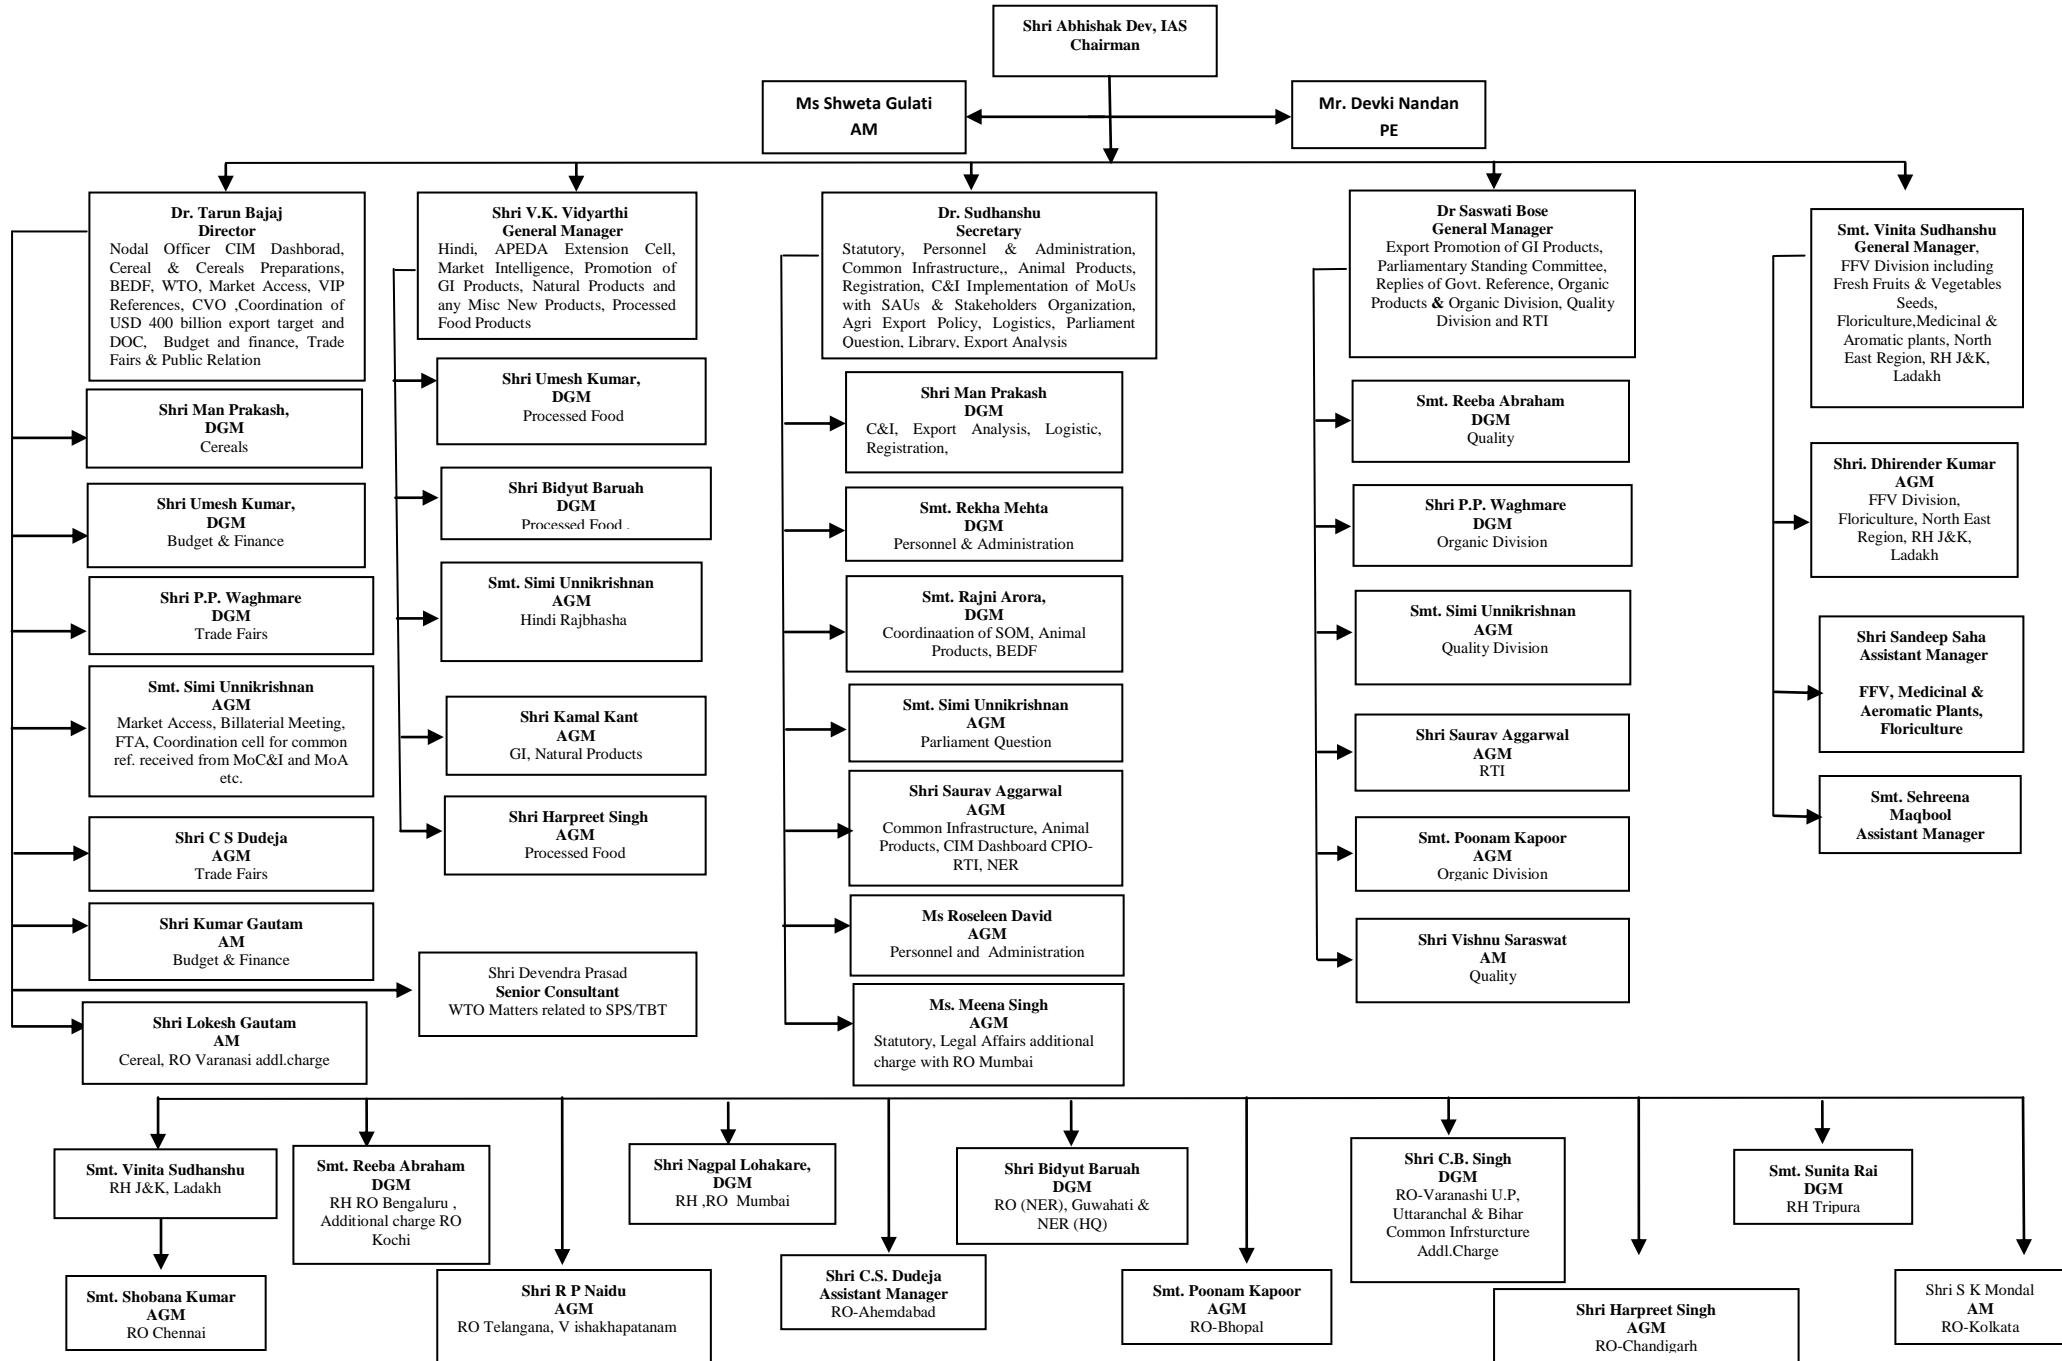 Shri Abhishak Dev, IAS
Chairman
Ms Shweta Gulati
AM
Mr. Devki Nandan
PE
Dr. Tarun Bajaj
Director
Nodal Officer CIM Dashborad,
Cereal & Cereals Preparations,
BEDF, WTO, Market Access, VIP
References, CVO ,Coordination of
USD 400 billion export target and
DOC, Budget and finance, Trade
Fairs & Public Relation
Shri Man Prakash,
DGM
Cereals
Shri Umesh Kumar,
DGM
Budget & Finance
Shri P.P. Waghmare
DGM
Trade Fairs
Smt. Simi Unnikrishnan
AGM
Market Access, Billaterial Meeting,
FTA, Coordination cell for common
ref. received from MoC&I and MoA
etc.
Shri C S Dudeja
AGM
Trade Fairs
Shri Kumar Gautam
AM
Budget & Finance
Shri Devendra Prasad
Senior Consultant
WTO Matters related to SPS/TBT
Shri Lokesh Gautam
AM
Cereal, RO Varanasi addl.charge
Shri V.K. Vidyarthi
General Manager
Hindi, APEDA Extension Cell,
Market Intelligence, Promotion of
GI Products, Natural Products and
any Misc New Products, Processed
Food Products
Shri Umesh Kumar,
DGM
Processed Food
Shri Bidyut Baruah
DGM
Processed Food .
Smt. Simi Unnikrishnan
AGM
Hindi Rajbhasha
Shri Kamal Kant
AGM
GI, Natural Products
Shri Harpreet Singh
AGM
Processed Food
Dr. Sudhanshu
Secretary
Statutory, Personnel & Administration,
Common Infrastructure,, Animal Products,
Registration, C&I Implementation of MoUs
with SAUs & Stakeholders Organization,
Agri Export Policy, Logistics, Parliament
Question, Library, Export Analysis
Shri Man Prakash
DGM
C&I, Export Analysis, Logistic,
Registration,
Smt. Rekha Mehta
DGM
Personnel & Administration
Smt. Rajni Arora,
DGM
Coordinaation of SOM, Animal
Products, BEDF
Smt. Simi Unnikrishnan
AGM
Parliament Question
Shri Saurav Aggarwal
AGM
Common Infrastructure, Animal
Products, CIM Dashboard CPIO-
RTI, NER
Ms Roseleen David
AGM
Personnel and Administration
Ms. Meena Singh
AGM
Statutory, Legal Affairs additional
charge with RO Mumbai
Dr Saswati Bose
General Manager
Export Promotion of GI Products,
Parliamentary Standing Committee,
Replies of Govt. Reference, Organic
Products & Organic Division, Quality
Division and RTI
Smt. Reeba Abraham
DGM
Quality
Shri P.P. Waghmare
DGM
Organic Division
Smt. Simi Unnikrishnan
AGM
Quality Division
Shri Saurav Aggarwal
AGM
RTI
Smt. Poonam Kapoor
AGM
Organic Division
Shri Vishnu Saraswat
AM
Quality
Smt. Vinita Sudhanshu
General Manager,
FFV Division including
Fresh Fruits & Vegetables
Seeds,
Floriculture,Medicinal &
Aromatic plants, North
East Region, RH J&K,
Ladakh
Shri. Dhirender Kumar
AGM
FFV Division,
Floriculture, North East
Region, RH J&K,
Ladakh
Shri Sandeep Saha
Assistant Manager
FFV, Medicinal &
Aeromatic Plants,
Floriculture
Smt. Sehreena
Maqbool
Assistant Manager
Smt. Vinita Sudhanshu
RH J&K, Ladakh
Smt. Shobana Kumar
AGM
RO Chennai
Smt. Reeba Abraham
DGM
RH RO Bengaluru ,
Additional charge RO
Kochi
Shri R P Naidu
AGM
RO Telangana, V ishakhapatanam
Shri Nagpal Lohakare,
DGM
RH ,RO Mumbai
Shri C.S. Dudeja
Assistant Manager
RO-Ahemdabad
Shri Bidyut Baruah
DGM
RO (NER), Guwahati &
NER (HQ)
Smt. Poonam Kapoor
AGM
RO-Bhopal
Shri C.B. Singh
DGM
RO-Varanashi U.P,
Uttaranchal & Bihar
Common Infrsturcture
Addl.Charge
Shri Harpreet Singh
AGM
RO-Chandigarh
Smt. Sunita Rai
DGM
RH Tripura
Shri S K Mondal
AM
RO-Kolkata